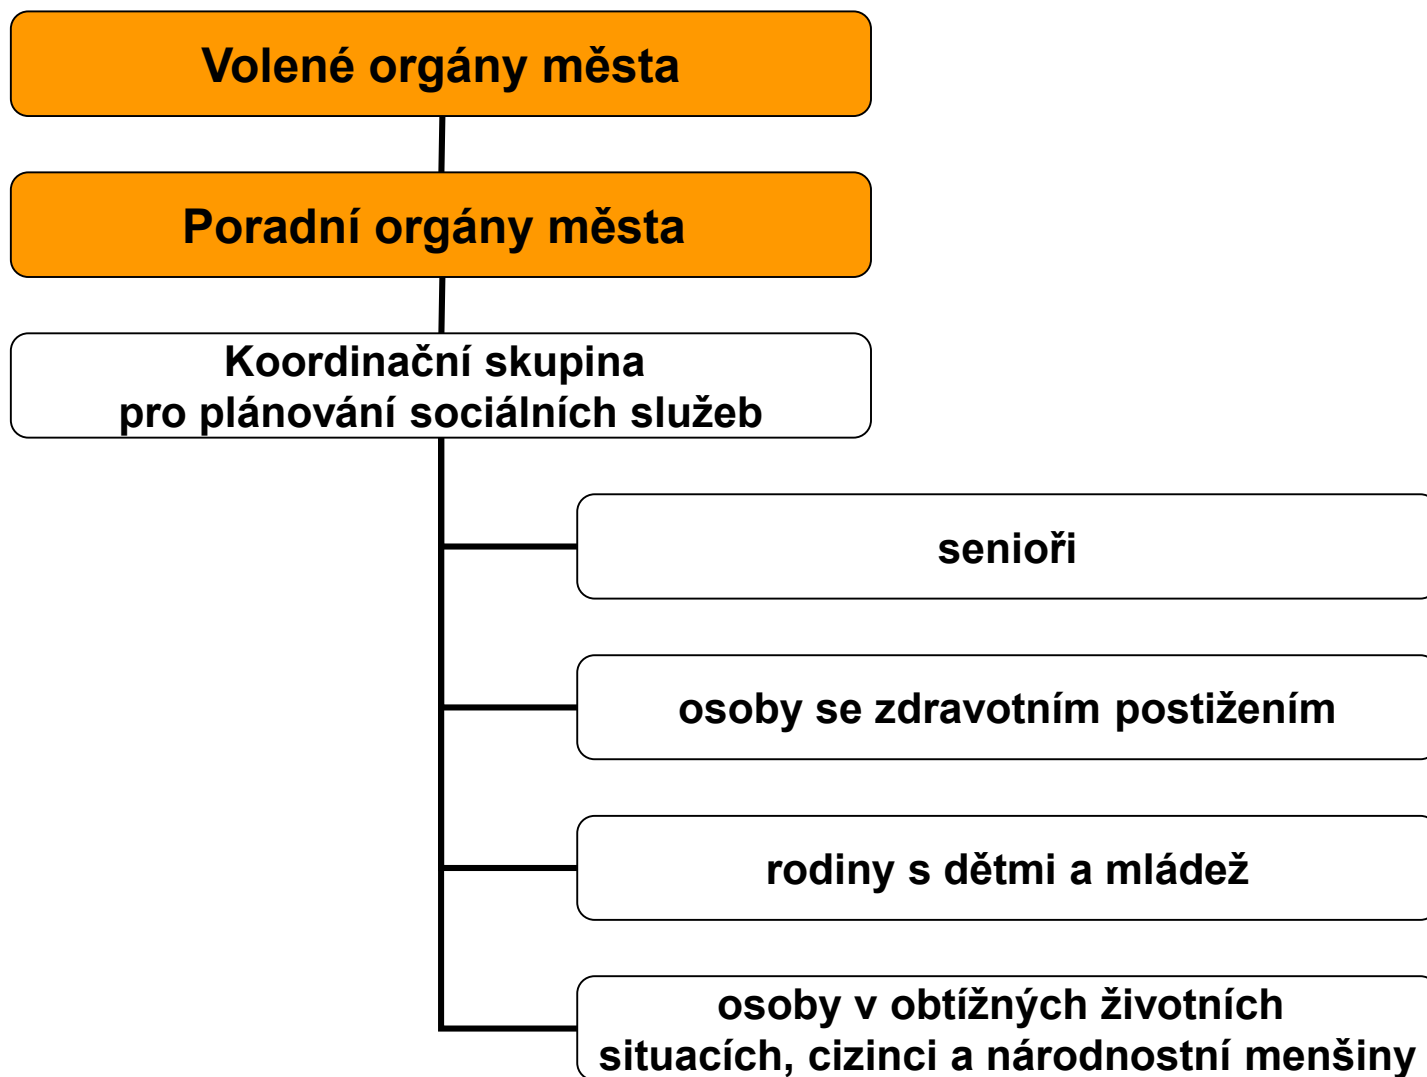 Volené orgány města
Poradní orgány města
Koordinační skupina
pro plánování sociálních služeb
senioři
osoby se zdravotním postižením
rodiny s dětmi a mládež
osoby v obtížných životních
situacích, cizinci a národnostní menšiny